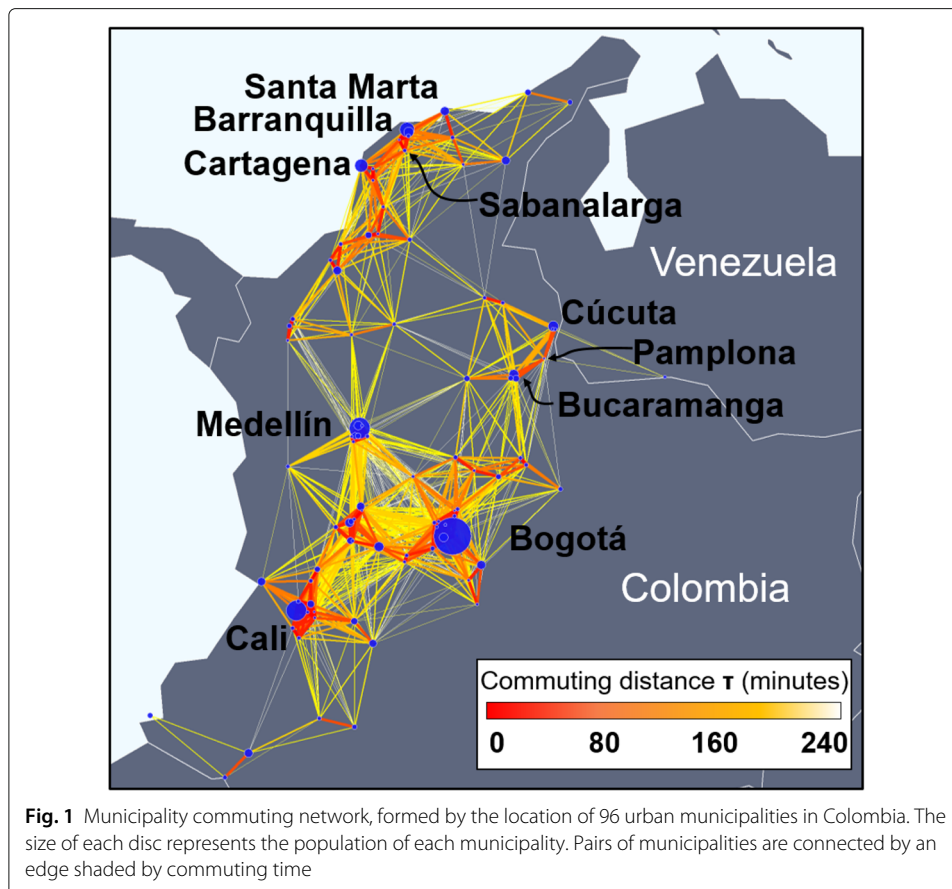 Santa Marta
Barranquilla
Cartagena
Sabanalarga
Venezuela
Cúcuta
Pamplona
Bucaramanga
Medellín
Bogotá
Colombia
Cali
Commuting distance τ (minutes)
0 80 160 240
Fig. 1 Municipality commuting network, formed by the location of 96 urban municipalities in Colombia. The
size of each disc represents the population of each municipality. Pairs of municipalities are connected by an
edge shaded by commuting time